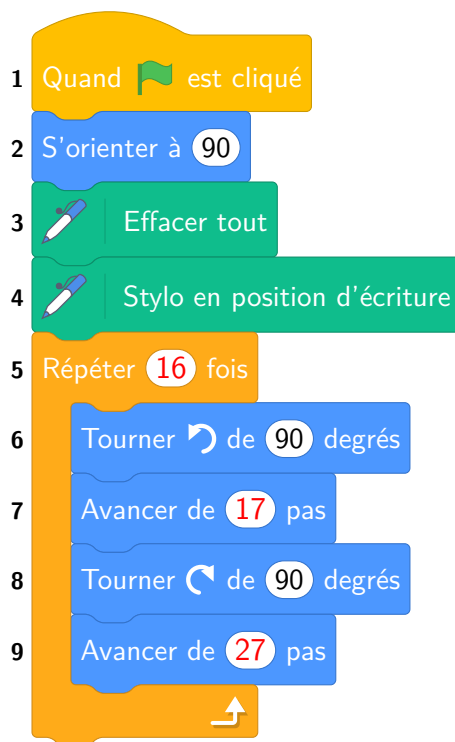 1 Quand est cliqué
2 S'orienter à 90
3 Effacer tout
4 Stylo en position d'écriture
5 Répéter 16 fois
6 Tourner de 90 degrés
7 Avancer de 17 pas
8 Tourner de 90 degrés
9 Avancer de 27 pas